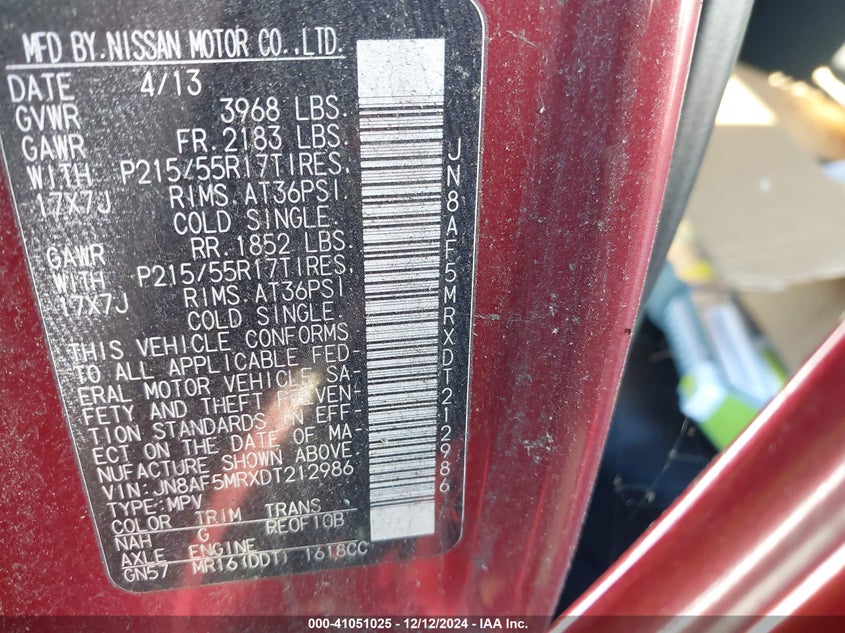 MFD BY.NISSAN MOTOR CO.,LTD.
DATE 4/13
GVWR 3968 LBS.
GAWR FR.2183 LBS.
WITH P215/55R17TIRES,
17X7J RIMS.AT36PSI
COLD SINGLE.
GAWR RR.1852 LBS.
WITH P215/55R17TIRES,
17X7J RIMS.AT36PSI
COLD SINGLE.
THIS VEHICLE CONFORMS
TO ALL APPLICABLE FED-
ERAL MOTOR VEHICLE SA-
FETY AND THEFT PREVEN-
TION STANDARDS IN EFF-
ECT ON THE DATE OF MA-
NUFACTURE SHOWN ABOVE.
VIN:JN8AF5MRXDT212986
TYPE:MPV
COLOR TRIM TRANS
NAH G RE0F10B
AXLE ENGINE
GN57 MR16(DDT) 1618CC
JN8AF5MRXDT212986
000-41051025 - 12/12/2024 - IAA Inc.